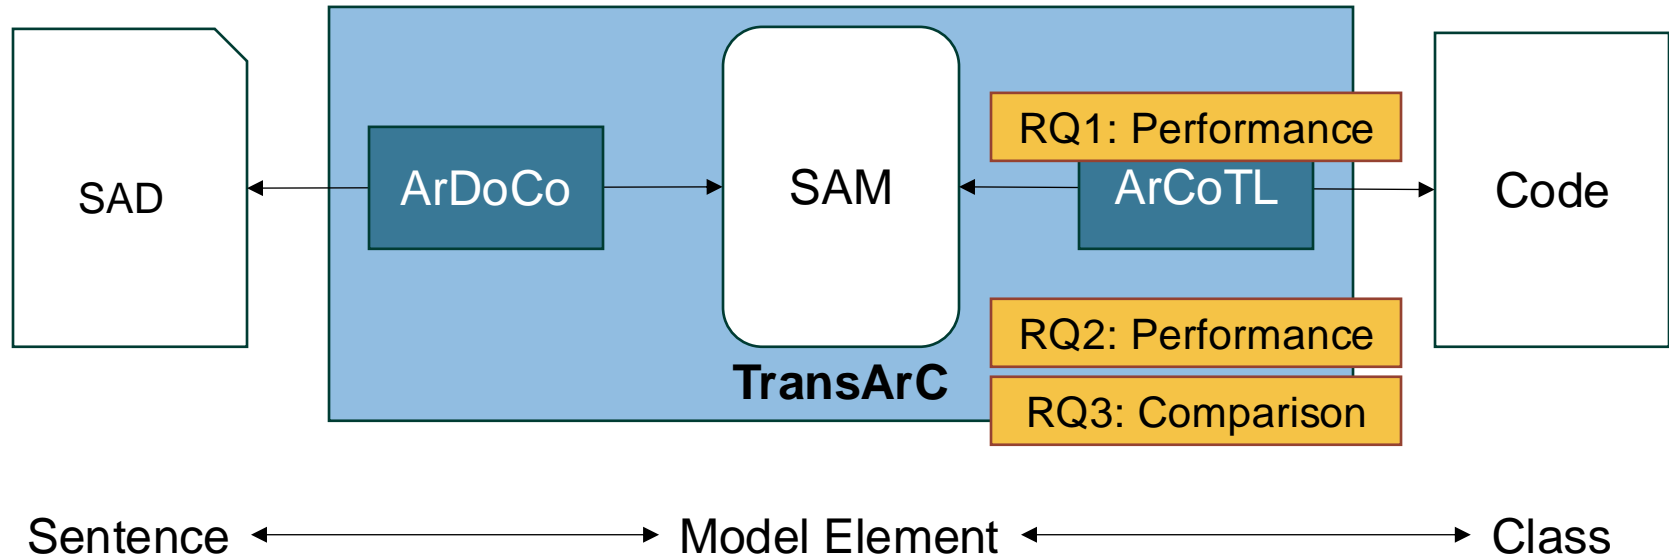 RQ1: Performance
SAD
ArDoCo
SAM
ArCoTL
Code
RQ2: Performance
TransArC
RQ3: Comparison
Sentence
Model Element
Class